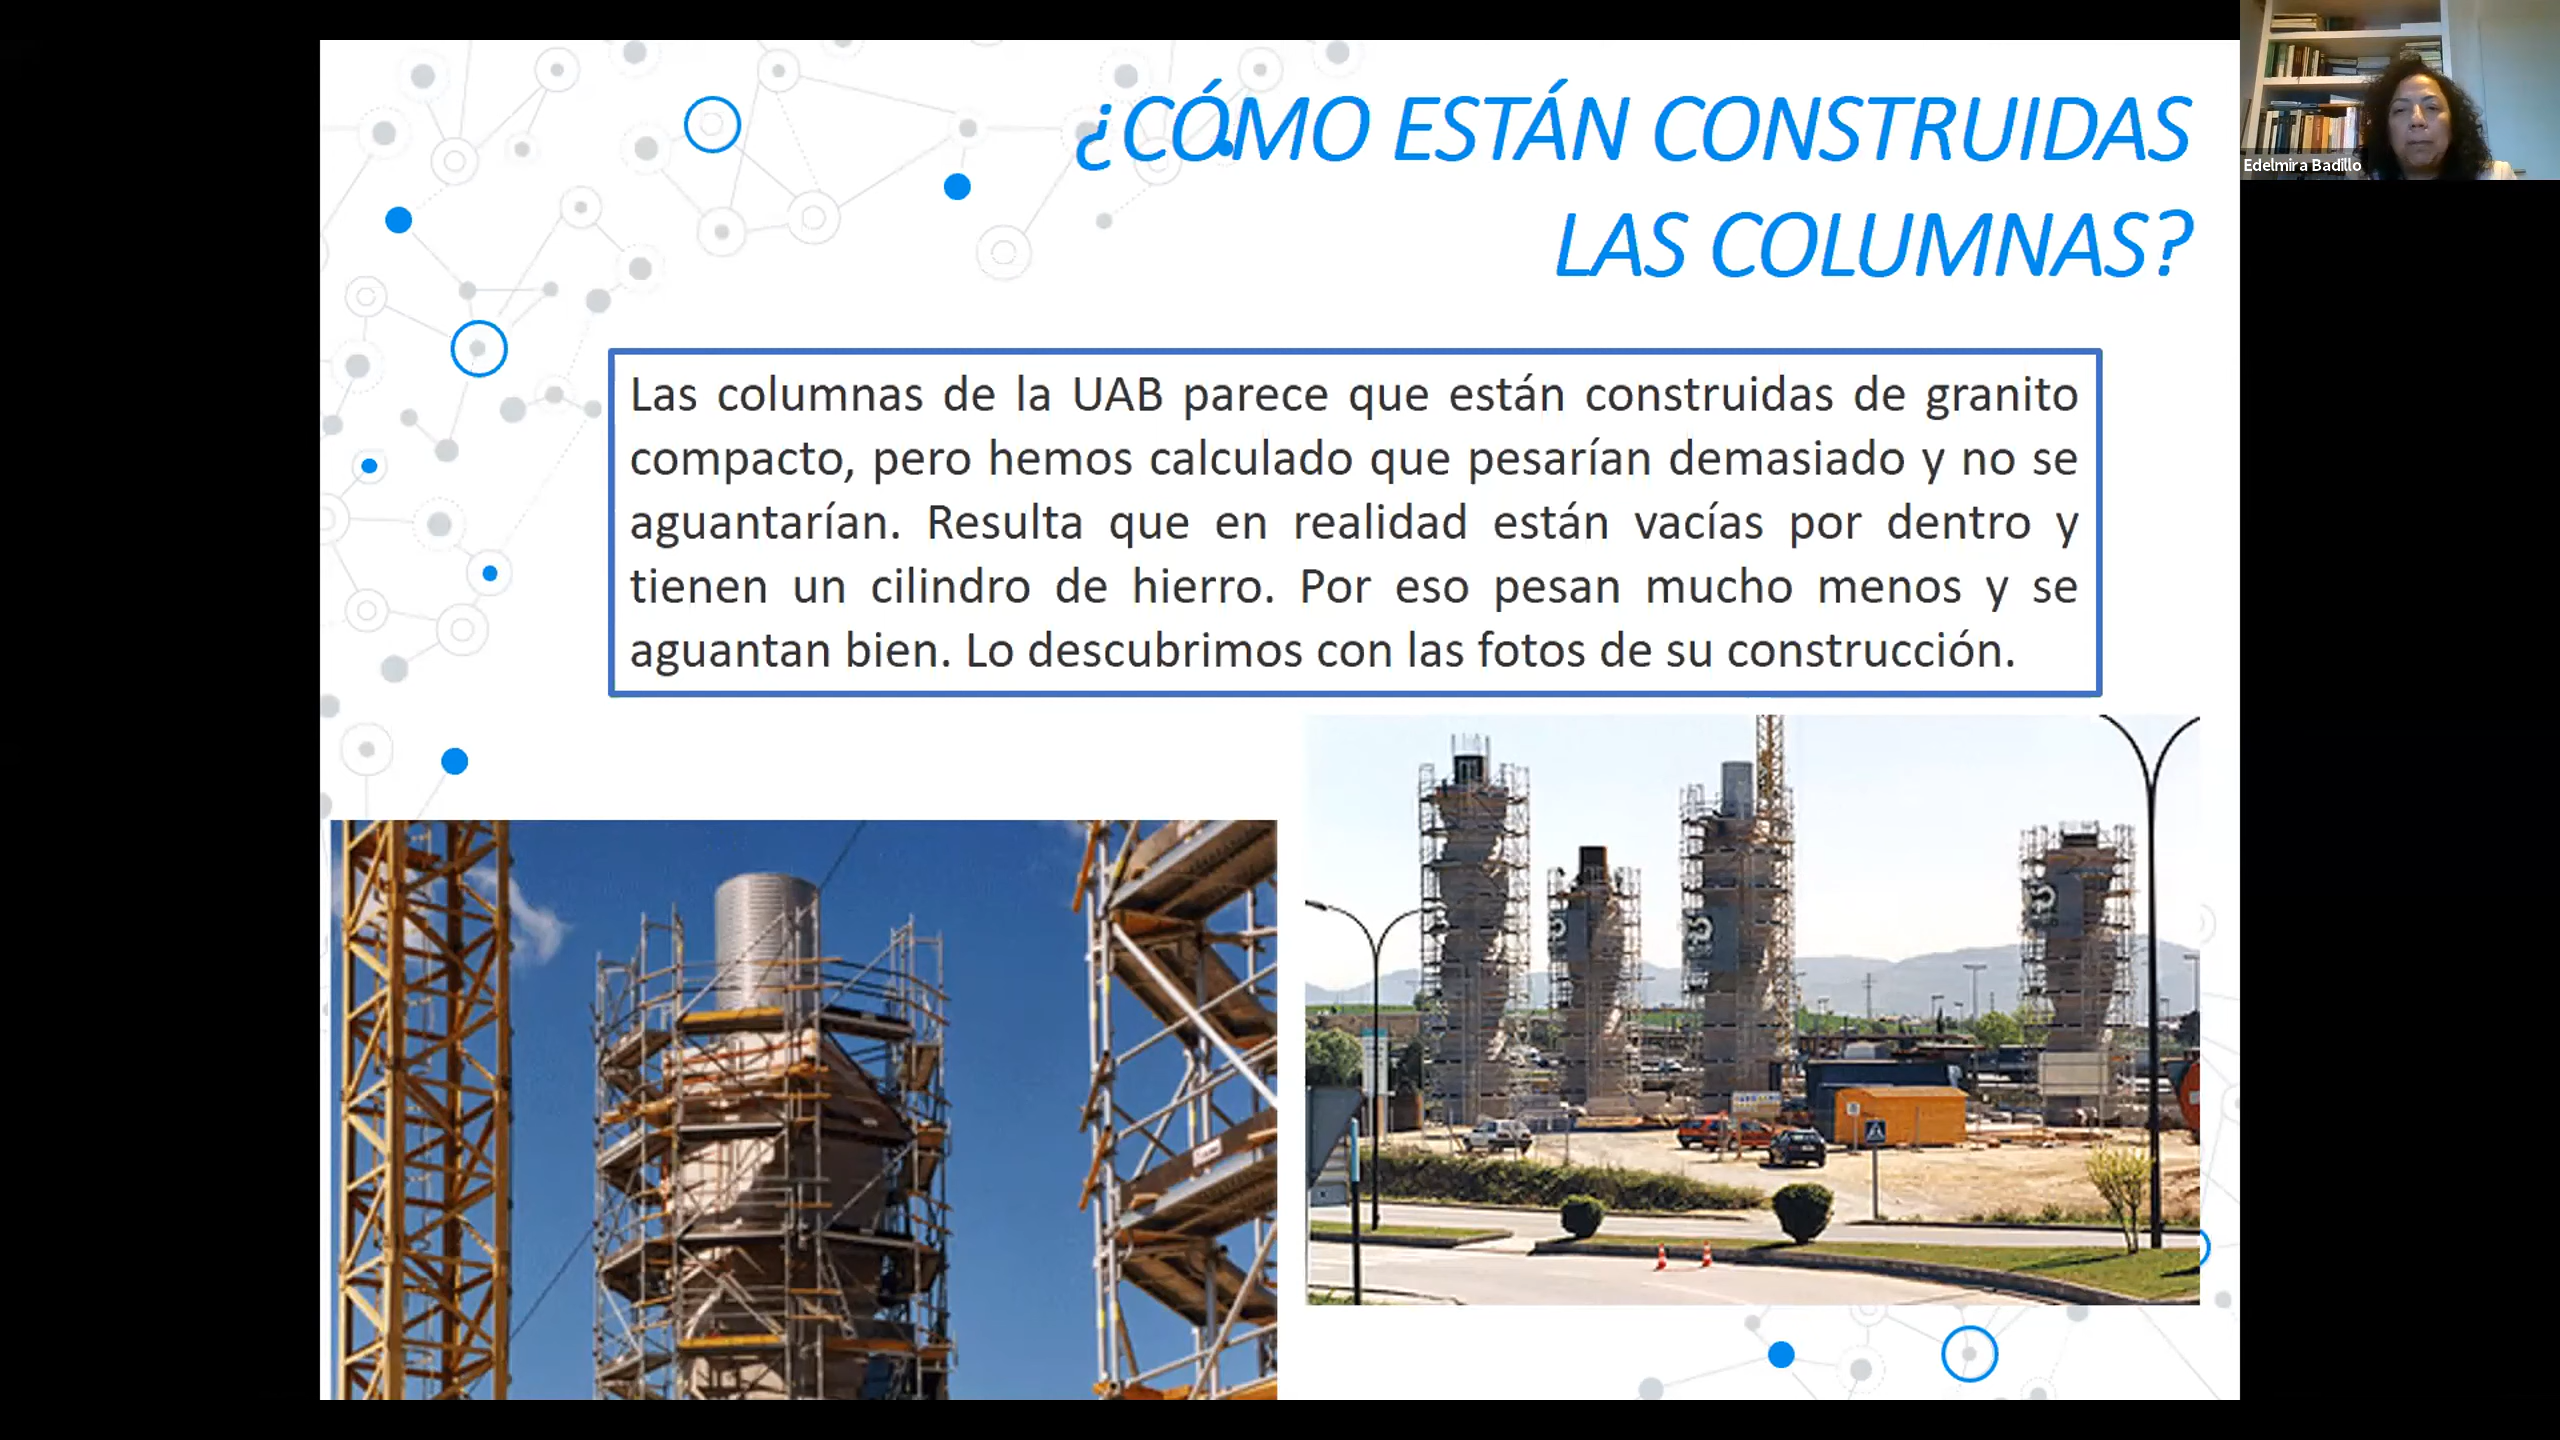 ¿CÓMO ESTÁN CONSTRUIDAS
LAS COLUMNAS?
Edelmira Badillo
Las columnas de la UAB parece que están construidas de granito
compacto, pero hemos calculado que pesarían demasiado y no se
aguantarían. Resulta que en realidad están vacías por dentro y
tienen un cilindro de hierro. Por eso pesan mucho menos y se
aguantan bien. Lo descubrimos con las fotos de su construcción.